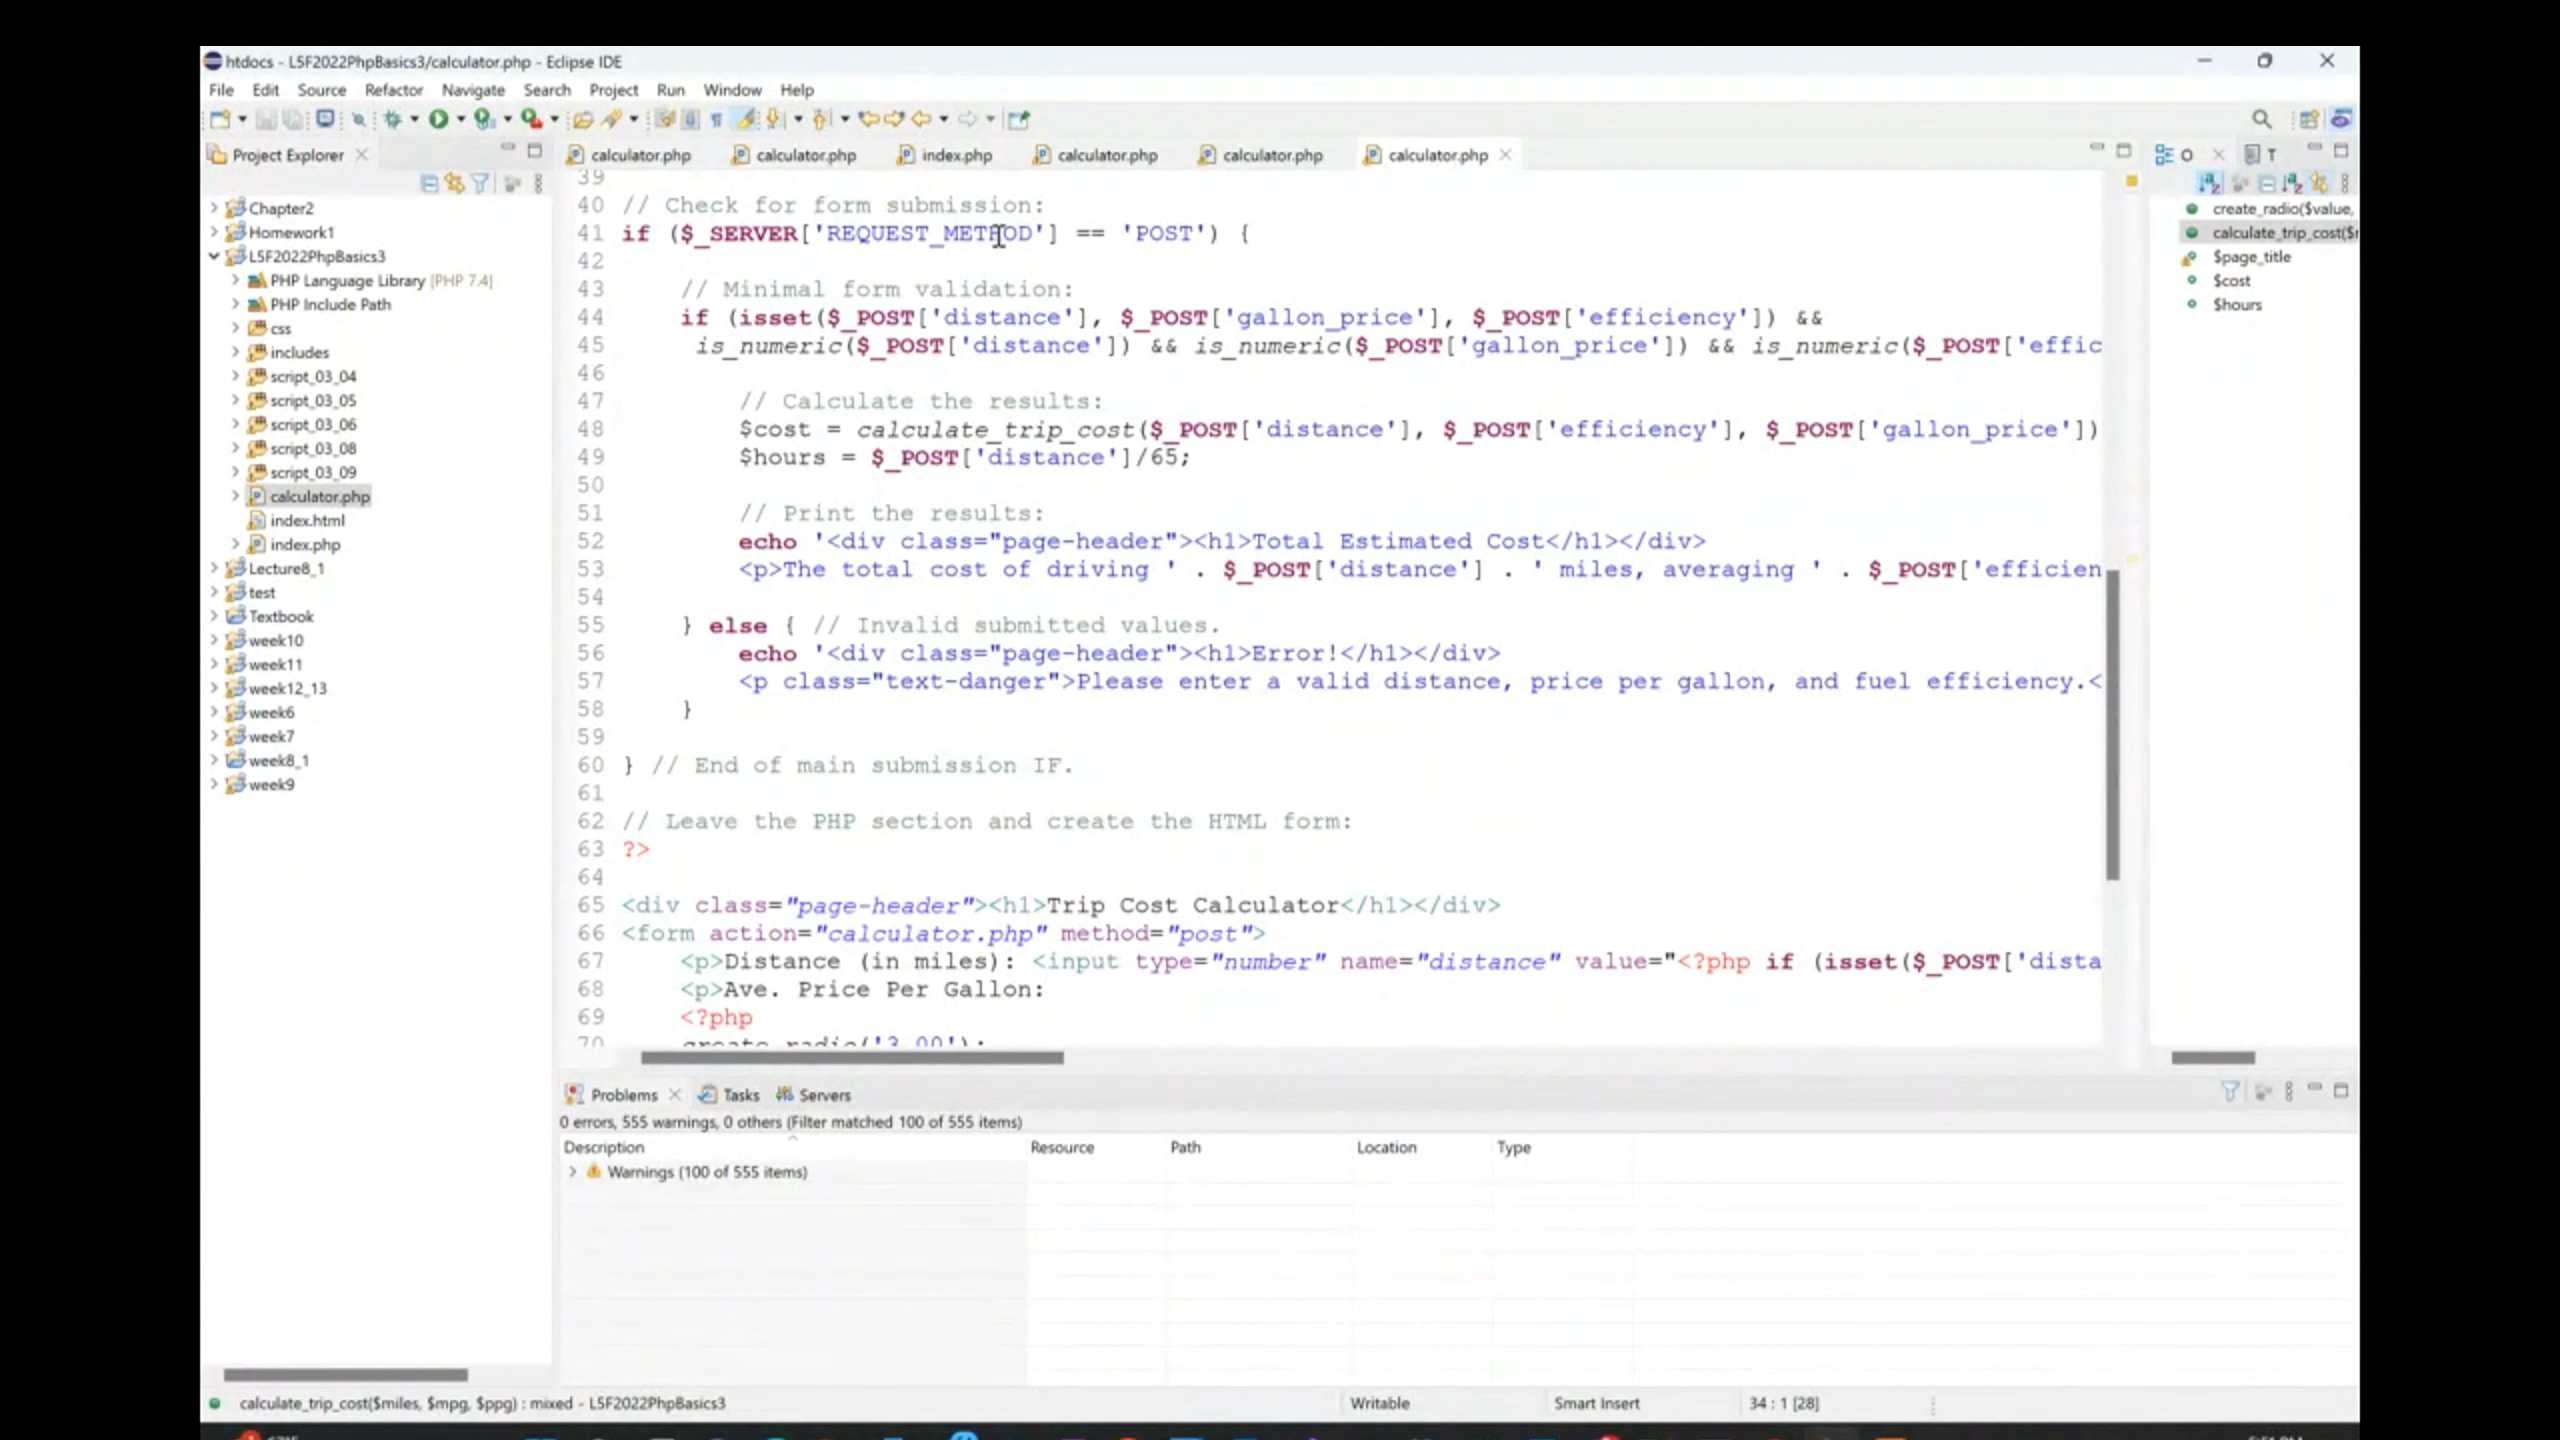 htdocs - L5F2022PhpBasics3/calculator.php - Eclipse IDE
File Edit Source Refactor Navigate Search Project Run Window Help
Project Explorer
calculator.php calculator.php index.php calculator.php calculator.php calculator.php
O T
Chapter2
Homework1
L5F2022PhpBasics3
PHP Language Library [PHP 7.4]
PHP Include Path
css
includes
script_03_04
script_03_05
script_03_06
script_03_08
script_03_09
calculator.php
index.html
index.php
Lecture8_1
test
Textbook
week10
week11
week12_13
week6
week7
week8_1
week9
39
40 // Check for form submission:
41 if ($_SERVER['REQUEST_METHOD'] == 'POST') {
42
43 // Minimal form validation:
44 if (isset($_POST['distance'], $_POST['gallon_price'], $_POST['efficiency']) &&
45 is_numeric($_POST['distance']) && is_numeric($_POST['gallon_price']) && is_numeric($_POST['effic
46
47 // Calculate the results:
48 $cost = calculate_trip_cost($_POST['distance'], $_POST['efficiency'], $_POST['gallon_price'])
49 $hours = $_POST['distance']/65;
50
51 // Print the results:
52 echo '<div class="page-header"><h1>Total Estimated Cost</h1></div>
53 <p>The total cost of driving ' . $_POST['distance'] . ' miles, averaging ' . $_POST['efficien
54
55 } else { // Invalid submitted values.
56 echo '<div class="page-header"><h1>Error!</h1></div>
57 <p class="text-danger">Please enter a valid distance, price per gallon, and fuel efficiency.<
58 }
59
60 } // End of main submission IF.
61
62 // Leave the PHP section and create the HTML form:
63 ?>
64
65 <div class="page-header"><h1>Trip Cost Calculator</h1></div>
66 <form action="calculator.php" method="post">
67 <p>Distance (in miles): <input type="number" name="distance" value="<?php if (isset($_POST['dista
68 <p>Ave. Price Per Gallon:
69 <?php
70 create_radio('3.00');
create_radio($value,
calculate_trip_cost($r
$page_title
$cost
$hours
Problems Tasks Servers
0 errors, 555 warnings, 0 others (Filter matched 100 of 555 items)
Description Resource Path Location Type
Warnings (100 of 555 items)
calculate_trip_cost($miles, $mpg, $ppg) : mixed - L5F2022PhpBasics3 Writable Smart Insert 34 : 1 [28]